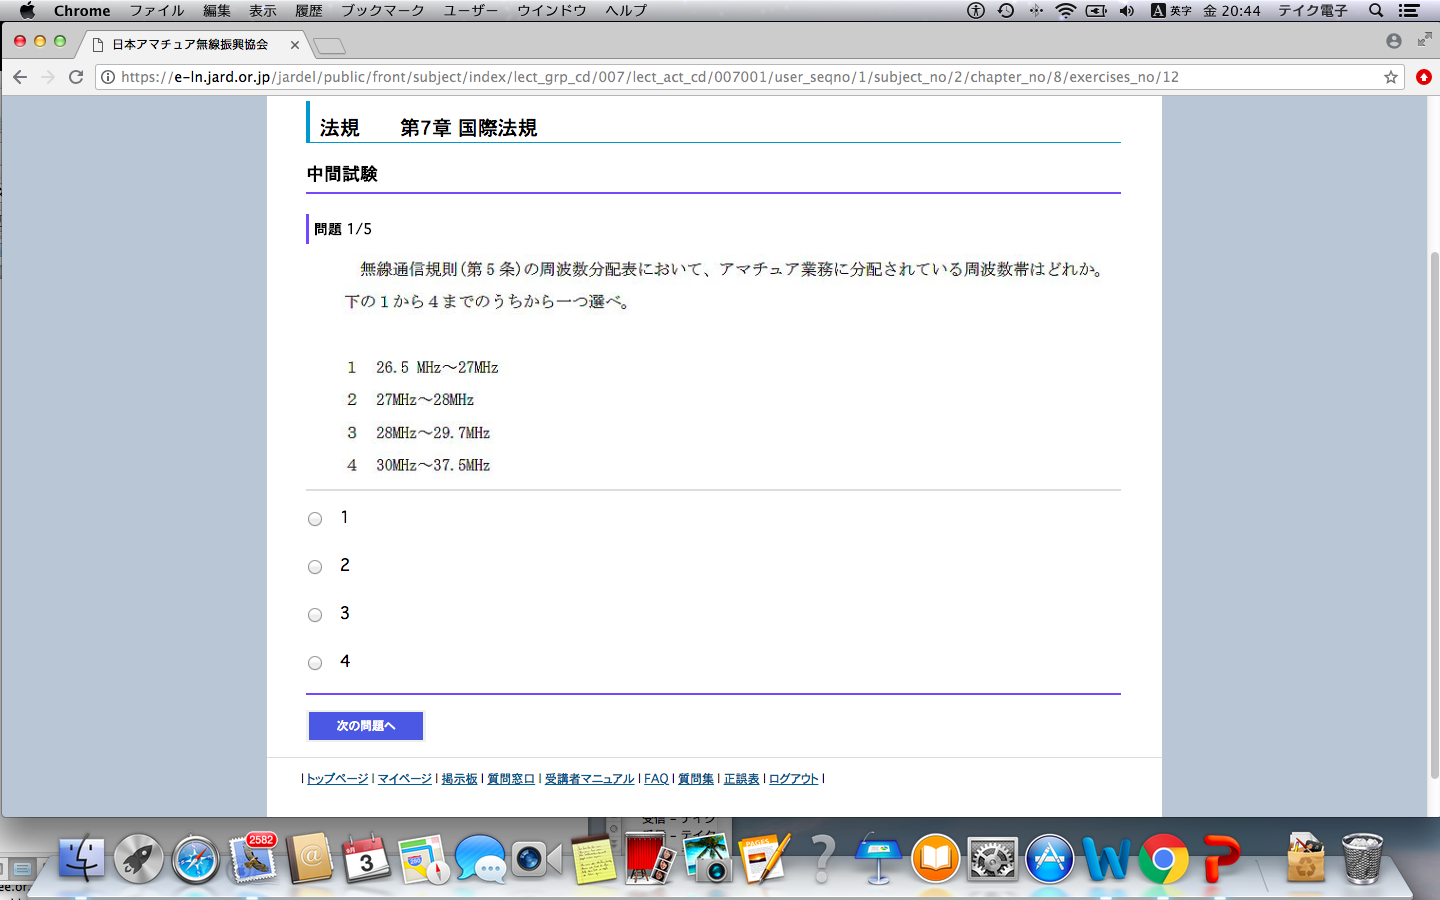 Chrome ファイル 編集 表示 履歴 ブックマーク ユーザー ウインドウ ヘルプ A 英字 金 20:44 テイク電子
日本アマチュア無線振興協会
https://e-ln.jard.or.jp/jardel/public/front/subject/index/lect_grp_cd/007/lect_act_cd/007001/user_seqno/1/subject_no/2/chapter_no/8/exercises_no/12
法規 第7章 国際法規
中間試験
問題 1/5
無線通信規則(第5条)の周波数分配表において、アマチュア業務に分配されている周波数帯はどれか。
下の1から4までのうちから一つ選べ。
1 26.5 MHz～27MHz
2 27MHz～28MHz
3 28MHz～29.7MHz
4 30MHz～37.5MHz
1
2
3
4
次の問題へ
| トップページ | マイページ | 掲示板 | 質問窓口 | 受講者マニュアル | FAQ | 質問集 | 正誤表 | ログアウト |
2582
3
PAGES